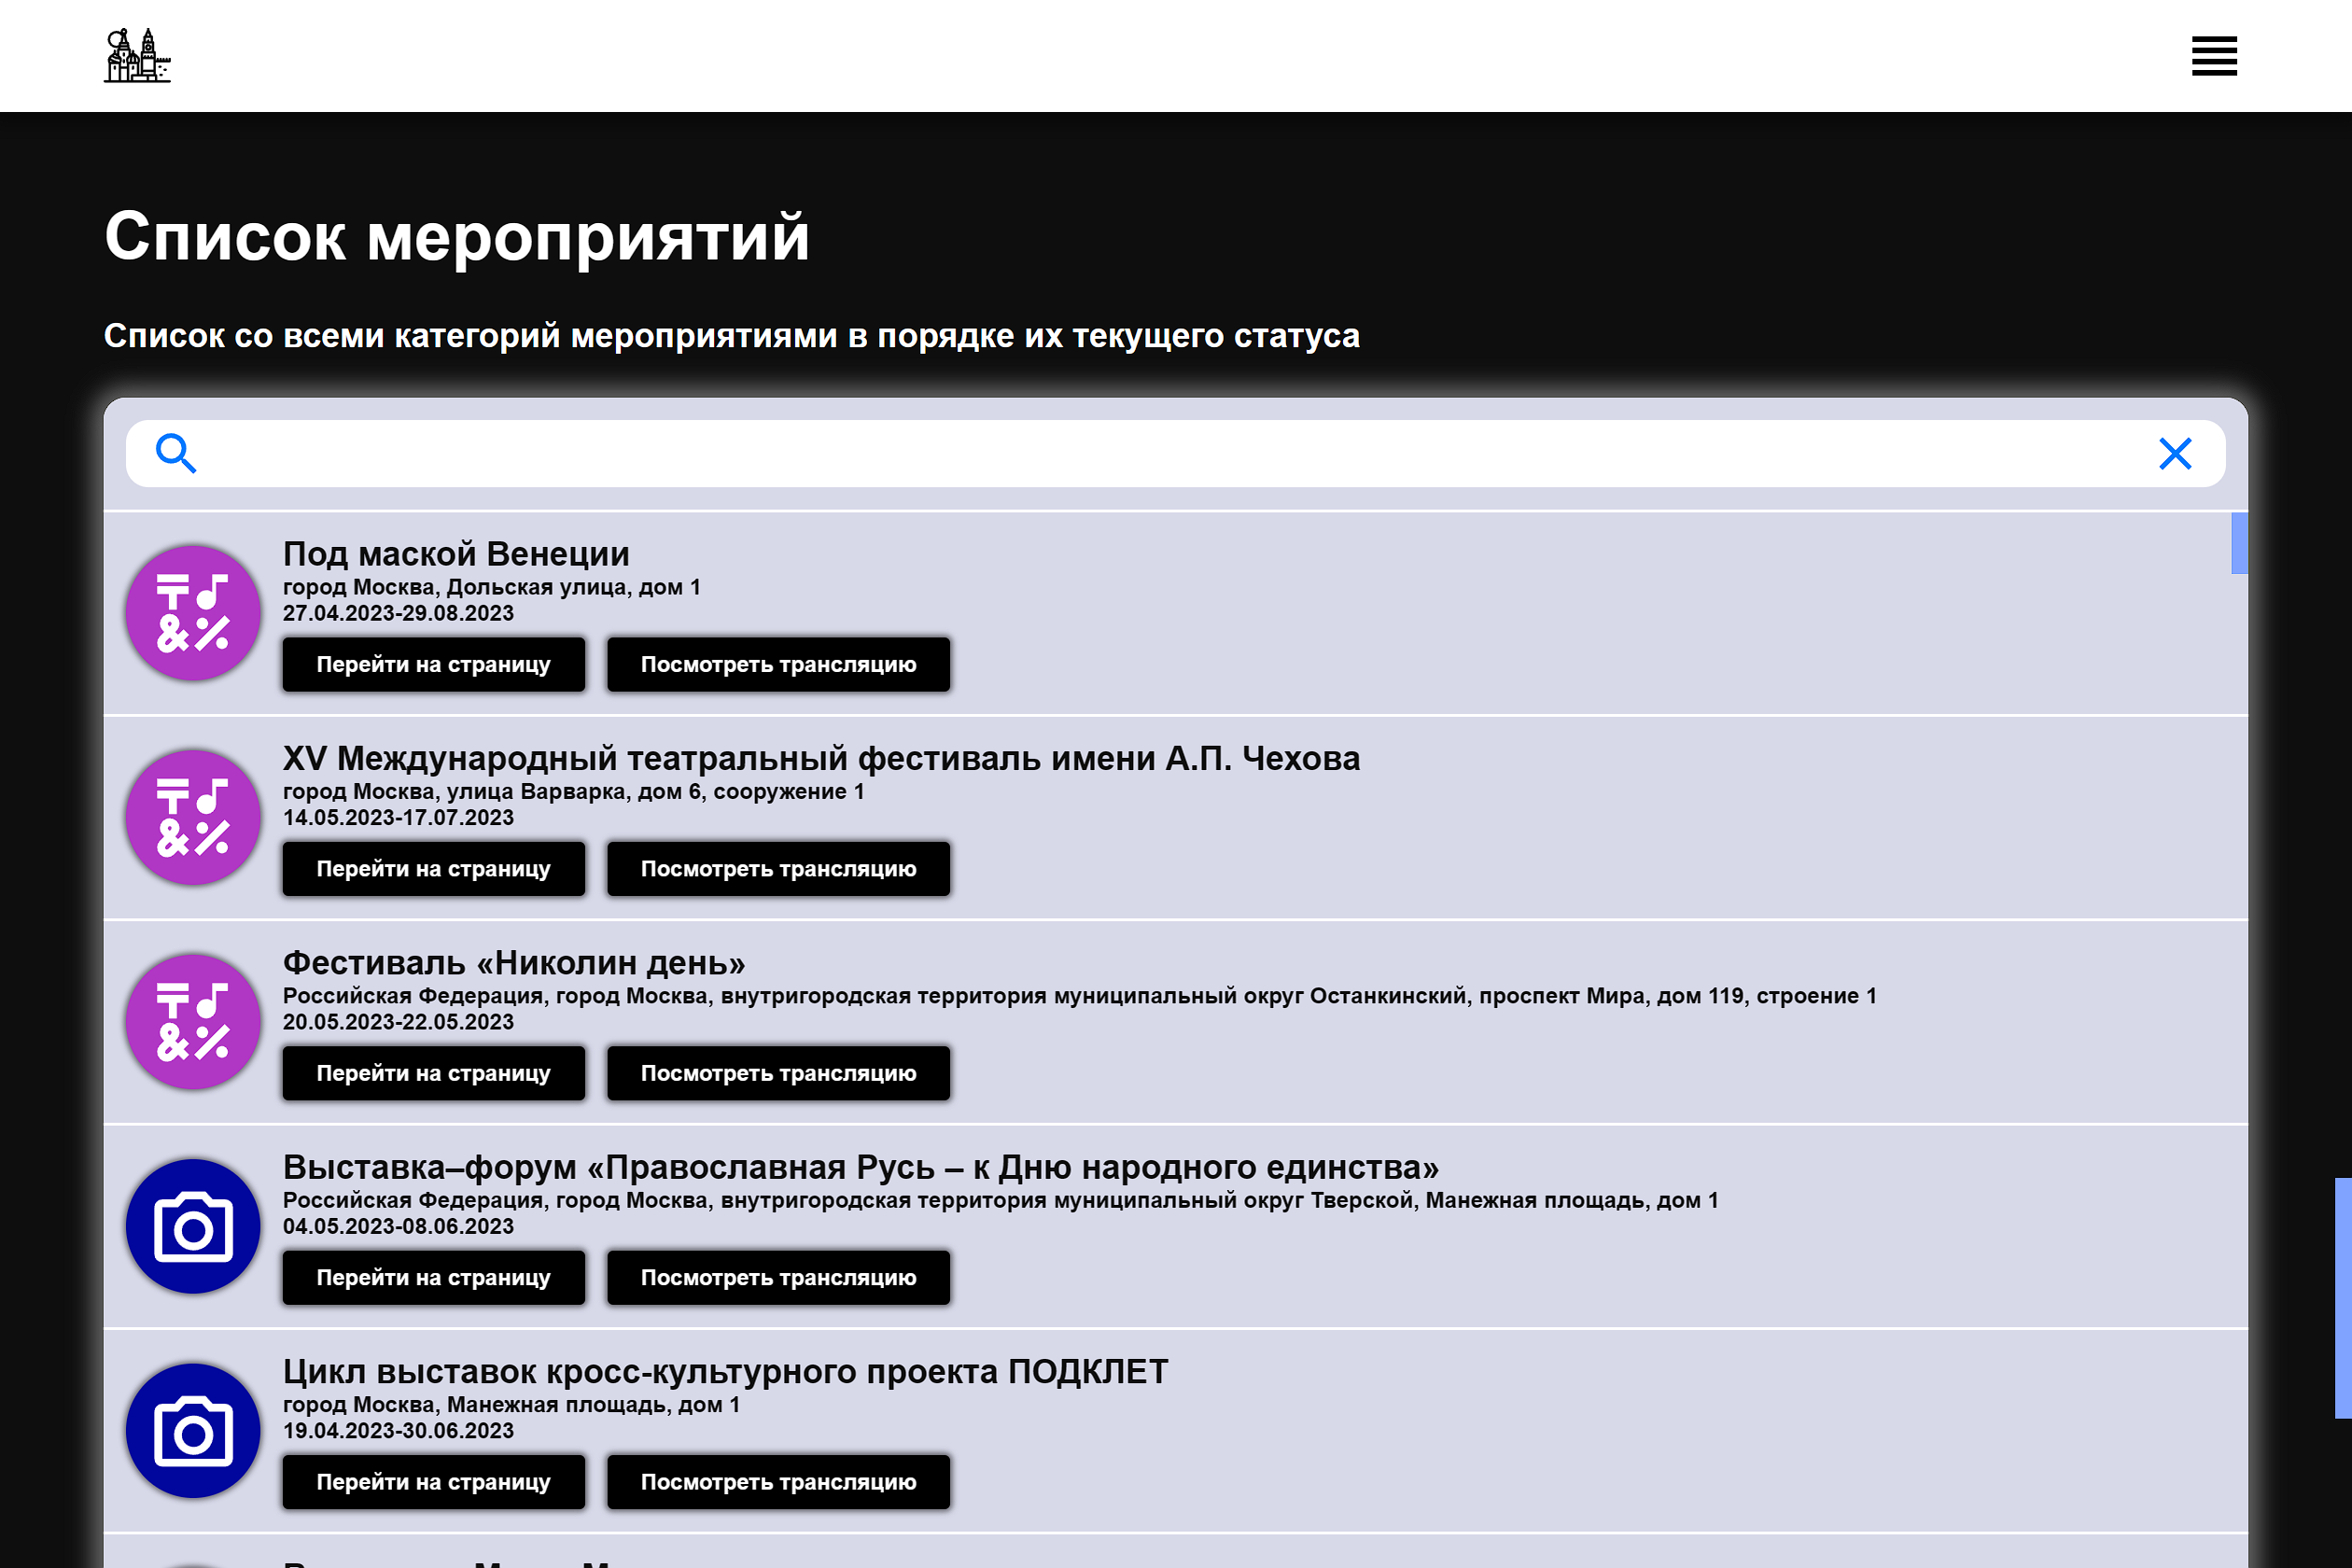 Список мероприятий
Список со всеми категорий мероприятиями в порядке их текущего статуса
Под маской Венеции
город Москва, Дольская улица, дом 1
27.04.2023-29.08.2023
Перейти на страницу Посмотреть трансляцию
XV Международный театральный фестиваль имени А.П. Чехова
город Москва, улица Варварка, дом 6, сооружение 1
14.05.2023-17.07.2023
Перейти на страницу Посмотреть трансляцию
Фестиваль «Николин день»
Российская Федерация, город Москва, внутригородская территория муниципальный округ Останкинский, проспект Мира, дом 119, строение 1
20.05.2023-22.05.2023
Перейти на страницу Посмотреть трансляцию
Выставка–форум «Православная Русь – к Дню народного единства»
Российская Федерация, город Москва, внутригородская территория муниципальный округ Тверской, Манежная площадь, дом 1
04.05.2023-08.06.2023
Перейти на страницу Посмотреть трансляцию
Цикл выставок кросс-культурного проекта ПОДКЛЕТ
город Москва, Манежная площадь, дом 1
19.04.2023-30.06.2023
Перейти на страницу Посмотреть трансляцию